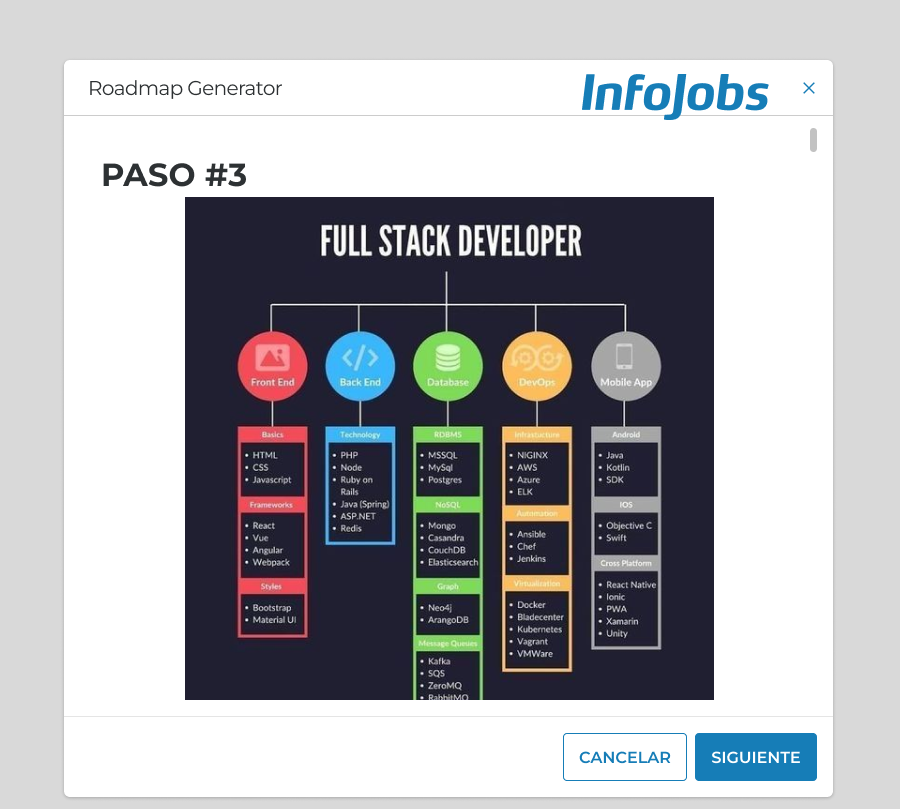 Roadmap Generator
InfoJobs
PASO #3
FULL STACK DEVELOPER
Front End
Back End
Database
DevOps
Mobile App
Basics
HTML
CSS
Javascript
Frameworks
React
Vue
Angular
Webpack
Styles
Bootstrap
Material UI
Technology
PHP
Node
Ruby on
Rails
Java (Spring)
ASP.NET
Redis
RDBMS
MSSQL
MySql
Postgres
NoSQL
Mongo
Casandra
CouchDB
Elasticsearch
Graph
Neo4j
ArangoDB
Message Queues
Kafka
SQS
ZeroMQ
RabbitMQ
Infrastucture
NIGINX
AWS
Azure
ELK
Automation
Ansible
Chef
Jenkins
Virtualization
Docker
Bladecenter
Kubernetes
Vagrant
VMWare
Android
Java
Kotlin
SDK
IOS
Objective C
Swift
Cross Platform
React Native
Ionic
PWA
Xamarin
Unity
CANCELAR
SIGUIENTE